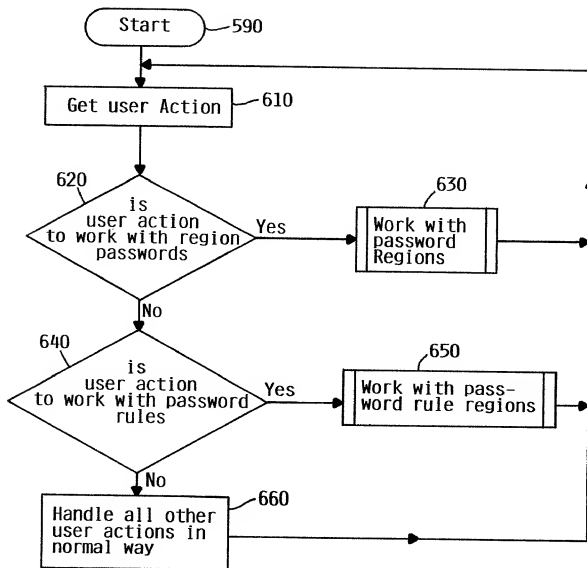 Start
590
Get user Action
610
620
is
user action
to work with region
passwords
Yes
630
Work with
password
Regions
No
640
is
user action
to work with password
rules
Yes
650
Work with pass-
word rule regions
No
660
Handle all other
user actions in
normal way